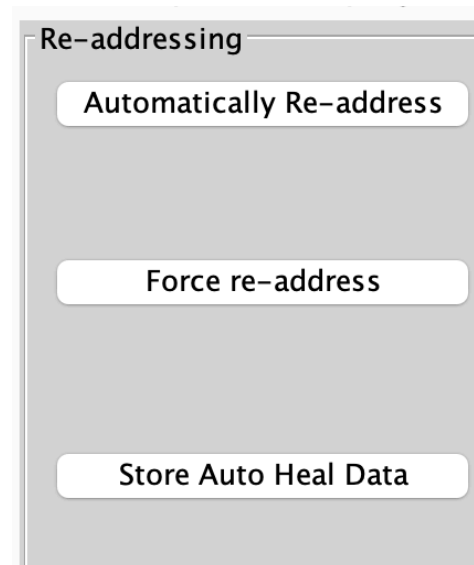 Re-addressing
Automatically Re-address
Force re-address
Store Auto Heal Data